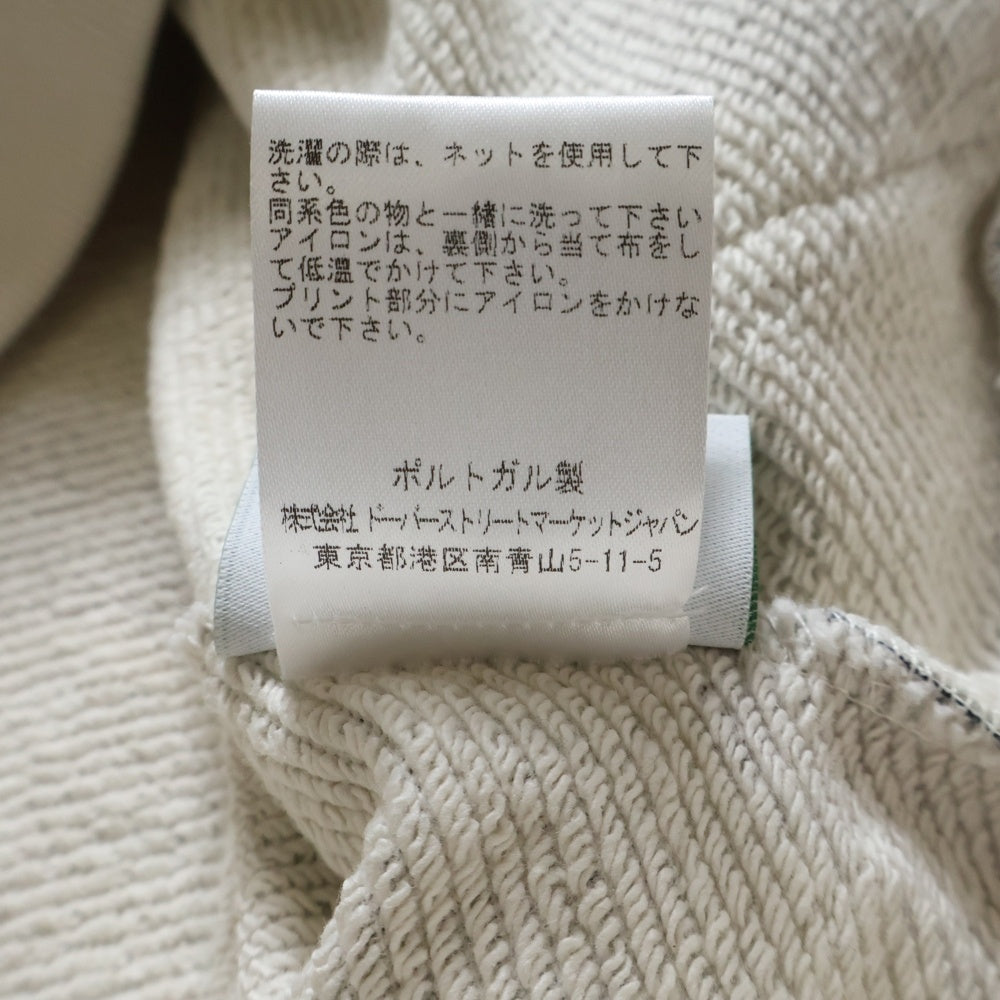 洗濯の際は、ネットを使用して下
さい。
同系色の物と一緒に洗って下さい
アイロンは、裏側から当て布をし
て低温でかけて下さい。
プリント部分にアイロンをかけな
いで下さい。
ポルトガル製
株式会社 ドーバーストリートマーケットジャパン
東京都港区南青山5-11-5